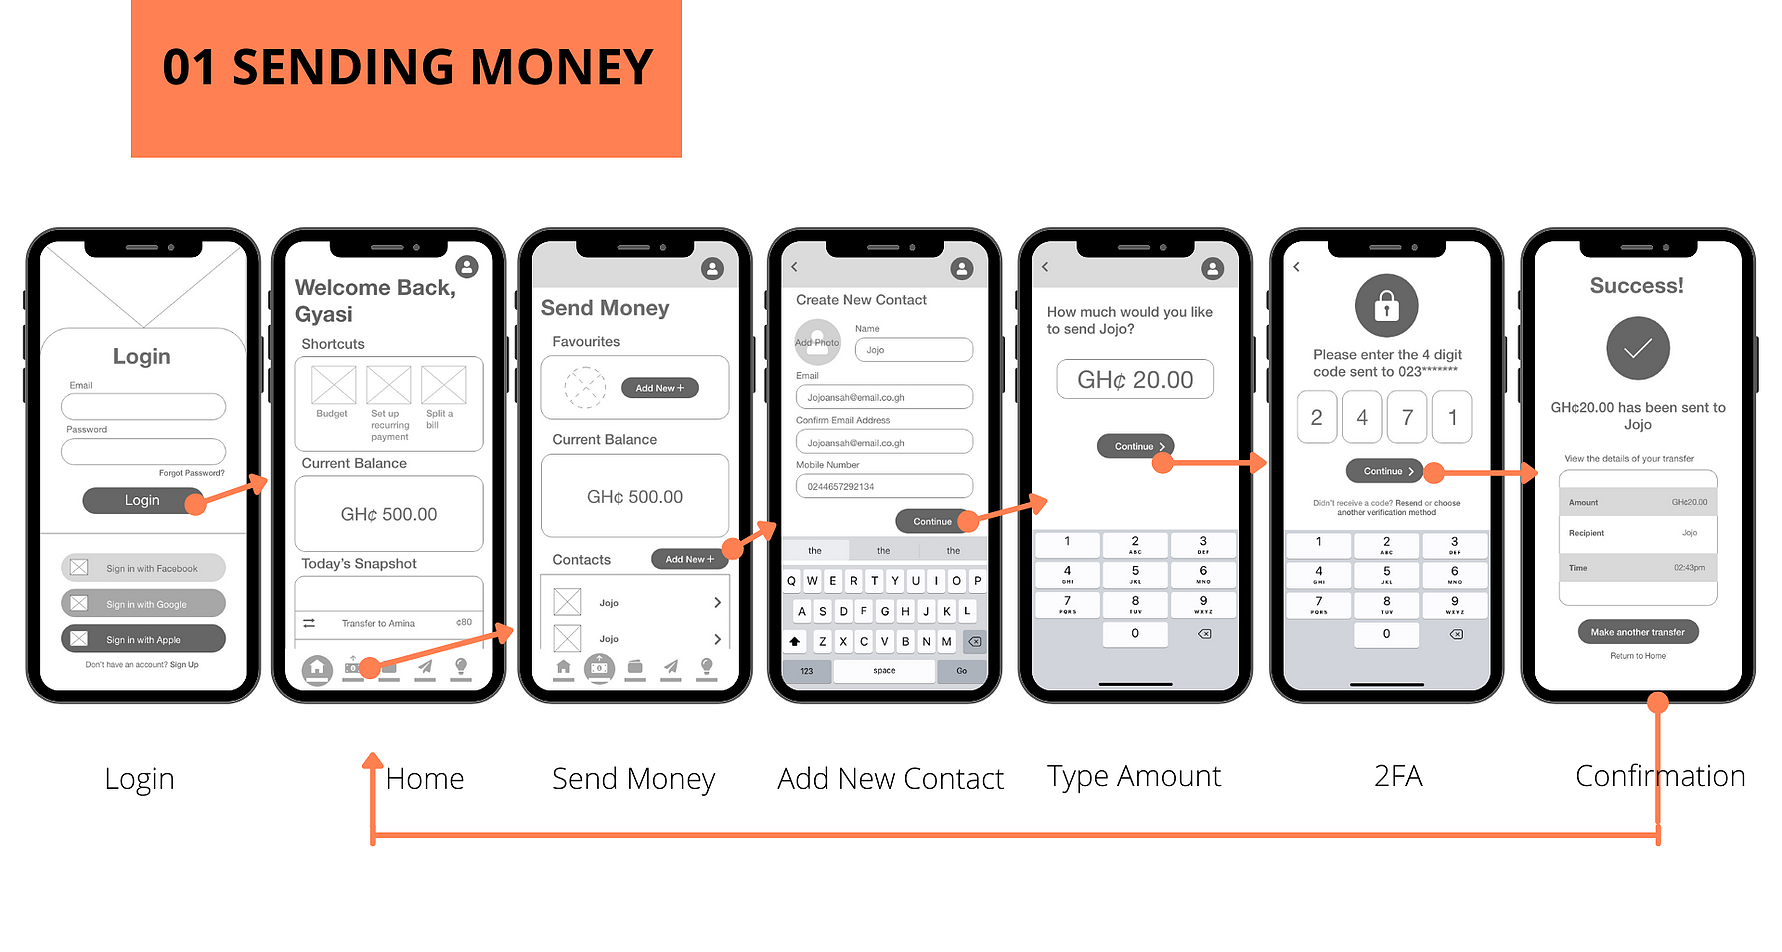 01 SENDING MONEY
Login
Email
Password
Forgot Password?
Login
Sign in with Facebook
Sign in with Google
Sign in with Apple
Don't have an account? Sign Up
Welcome Back,
Gyasi
Shortcuts
Budget
Set up
recurring
payment
Split a
bill
Current Balance
GH¢ 500.00
Today's Snapshot
Transfer to Amina ¢80
Send Money
Favourites
Add New +
Current Balance
GH¢ 500.00
Contacts
Add New +
Jojo
Jojo
Create New Contact
Add Photo
Name
Jojo
Email
Jojoansah@email.co.gh
Confirm Email Address
Jojoansah@email.co.gh
Mobile Number
0244657292134
Continue
the the the
Q W E R T Y U I O P
A S D F G H J K L
Z X C V B N M
123 space Go
How much would you like
to send Jojo?
GH¢ 20.00
Continue
1 2 3
ABC DEF
4 5 6
GHI JKL MNO
7 8 9
PQRS TUV WXYZ
0
Please enter the 4 digit
code sent to 023*******
2 4 7 1
Continue
Didn't receive a code? Resend or choose
another verification method
1 2 3
ABC DEF
4 5 6
GHI JKL MNO
7 8 9
PQRS TUV WXYZ
0
Success!
GH¢20.00 has been sent to
Jojo
View the details of your transfer
Amount GH¢20.00
Recipient Jojo
Time 02:43pm
Make another transfer
Return to Home
Login
Home
Send Money
Add New Contact
Type Amount
2FA
Confirmation